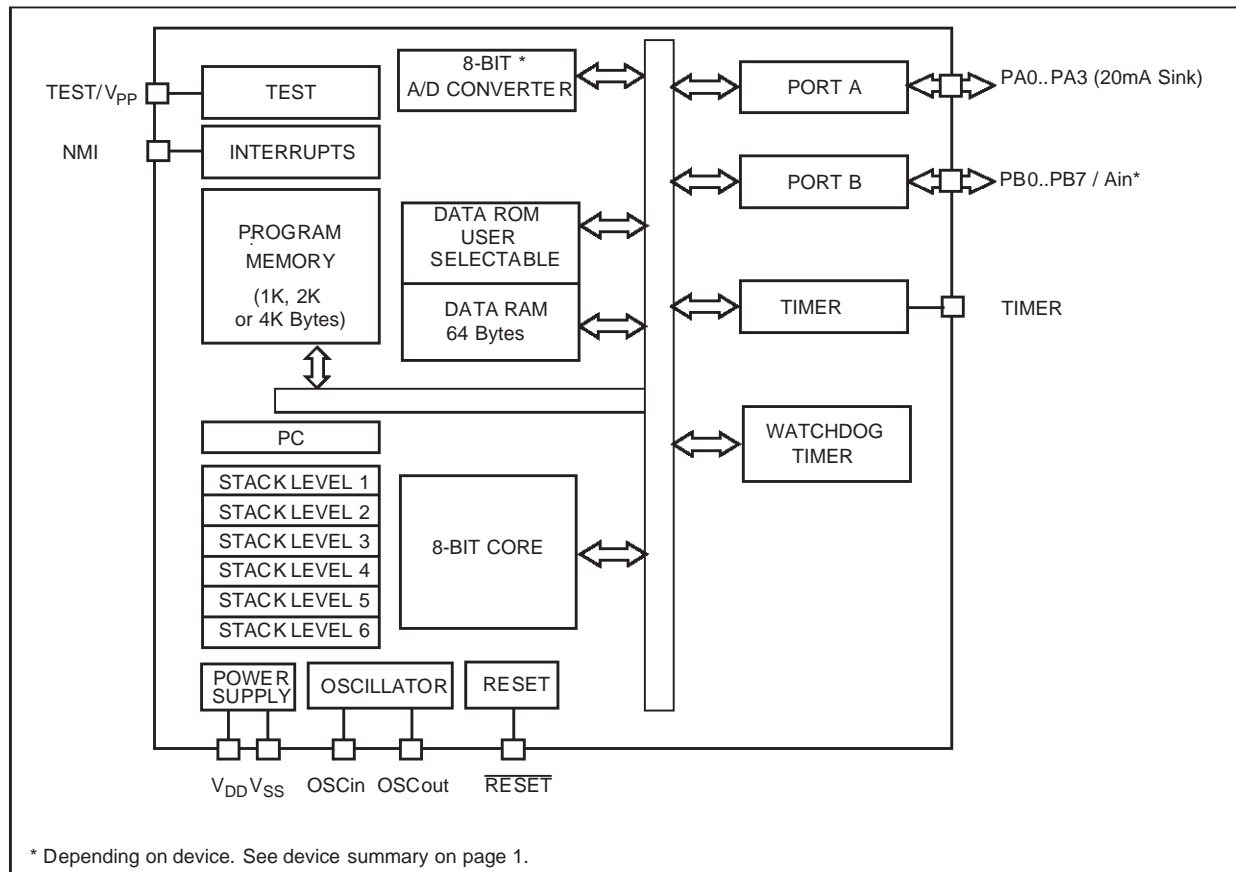 TEST/VPP
TEST
8-BIT *
A/D CONVERTER
PORT A
PA0..PA3 (20mA Sink)
NMI
INTERRUPTS
PORT B
PB0..PB7 / Ain*
PROGRAM
MEMORY
(1K, 2K
or 4K Bytes)
DATA ROM
USER
SELECTABLE
DATA RAM
64 Bytes
TIMER
TIMER
PC
WATCHDOG
TIMER
STACK LEVEL 1
STACK LEVEL 2
STACK LEVEL 3
STACK LEVEL 4
STACK LEVEL 5
STACK LEVEL 6
8-BIT CORE
POWER
SUPPLY
OSCILLATOR
RESET
VDD VSS
OSCin
OSCout
RESET
* Depending on device. See device summary on page 1.